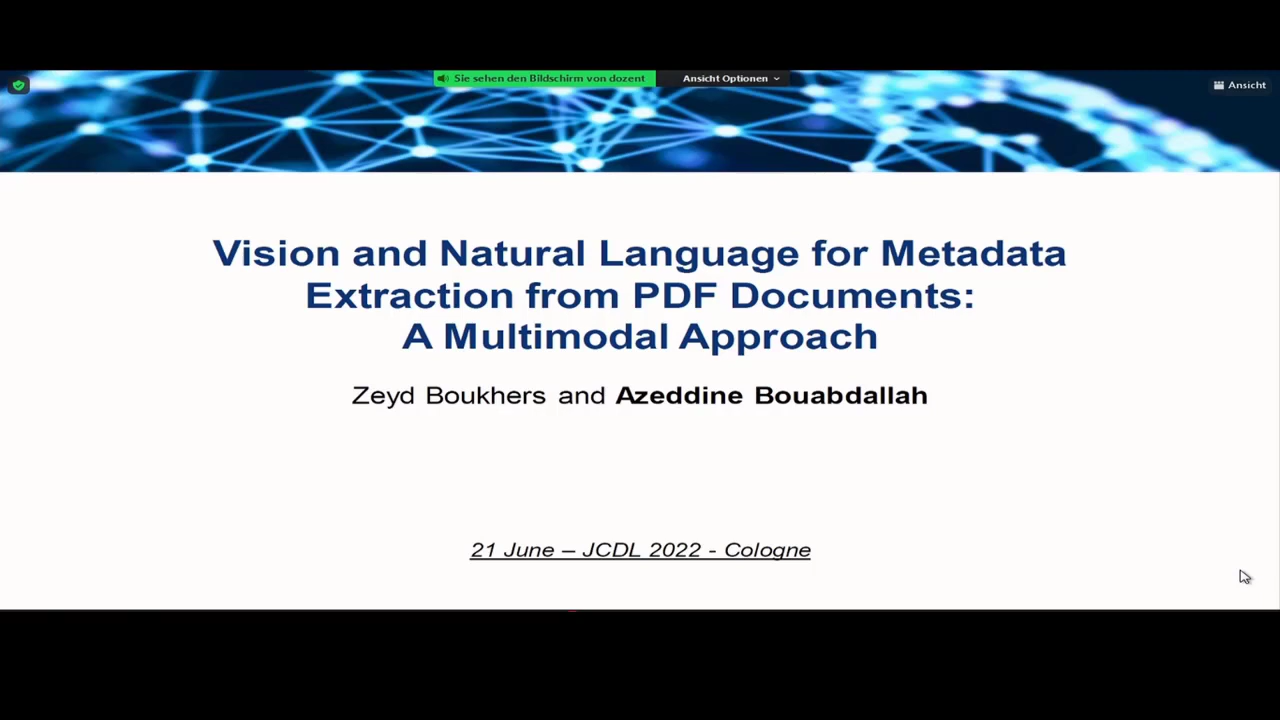 Sie sehen den Bildschirm von dozent
Ansicht Optionen
Ansicht
Vision and Natural Language for Metadata
Extraction from PDF Documents:
A Multimodal Approach
Zeyd Boukhers and Azeddine Bouabdallah
21 June – JCDL 2022 - Cologne